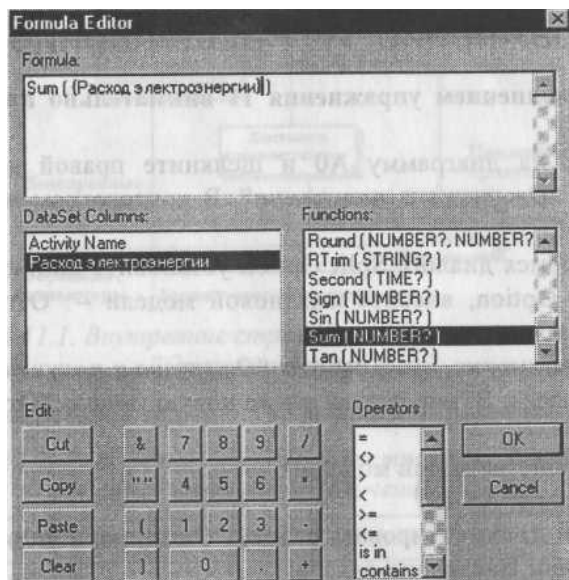 Formula Editor
Formula:
Sum ( {Расход электроэнергии} )
DataSet Columns:
Activity Name
Расход электроэнергии
Functions:
Round ( NUMBER?, NUMBER?
RTrim ( STRING? )
Second ( TIME? )
Sign ( NUMBER? )
Sin ( NUMBER? )
Sum ( NUMBER? )
Tan ( NUMBER? )
Edit
Cut
Copy
Paste
Clear
& 7 8 9 /
"" 4 5 6 *
( 1 2 3 -
) 0 . +
Operators
=
<>
>
<
>=
<=
is in
contains
OK
Cancel